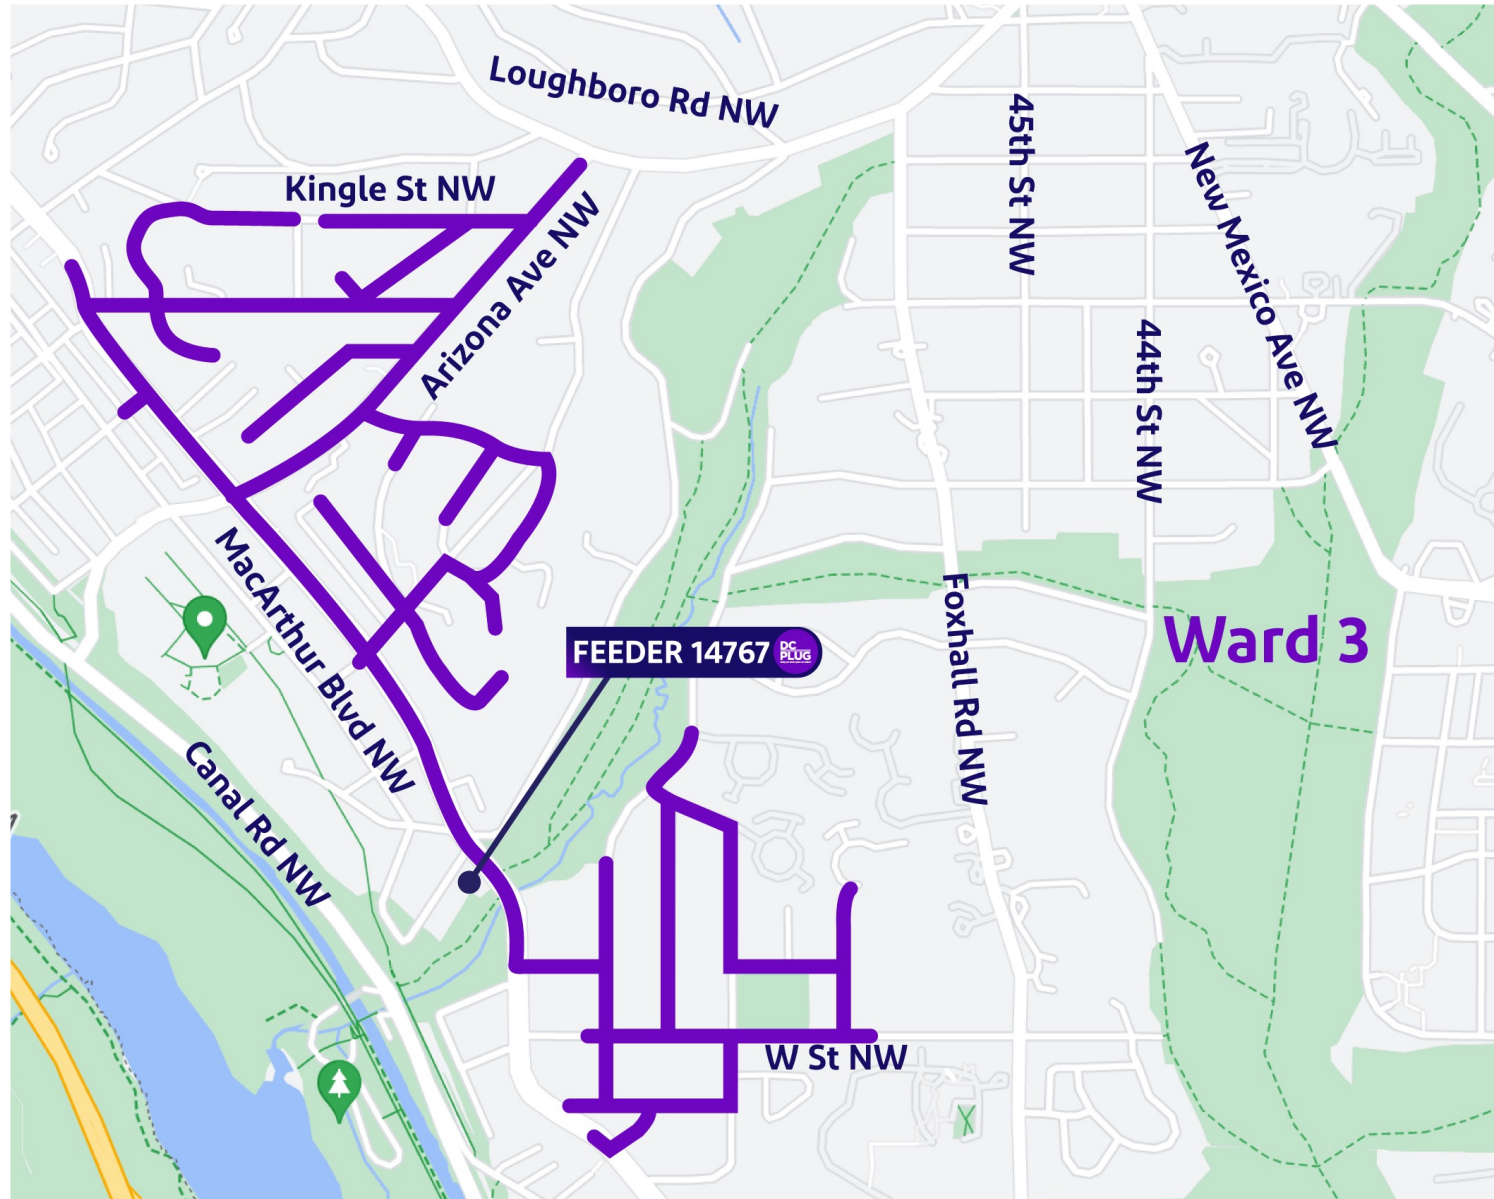 Loughboro Rd NW
45th St NW
New Mexico Ave NW
Kingle St NW
Arizona Ave NW
44th St NW
MacArthur Blvd NW
Foxhall Rd NW
Ward 3
FEEDER 14767
DC
PLUG
Canal Rd NW
W St NW